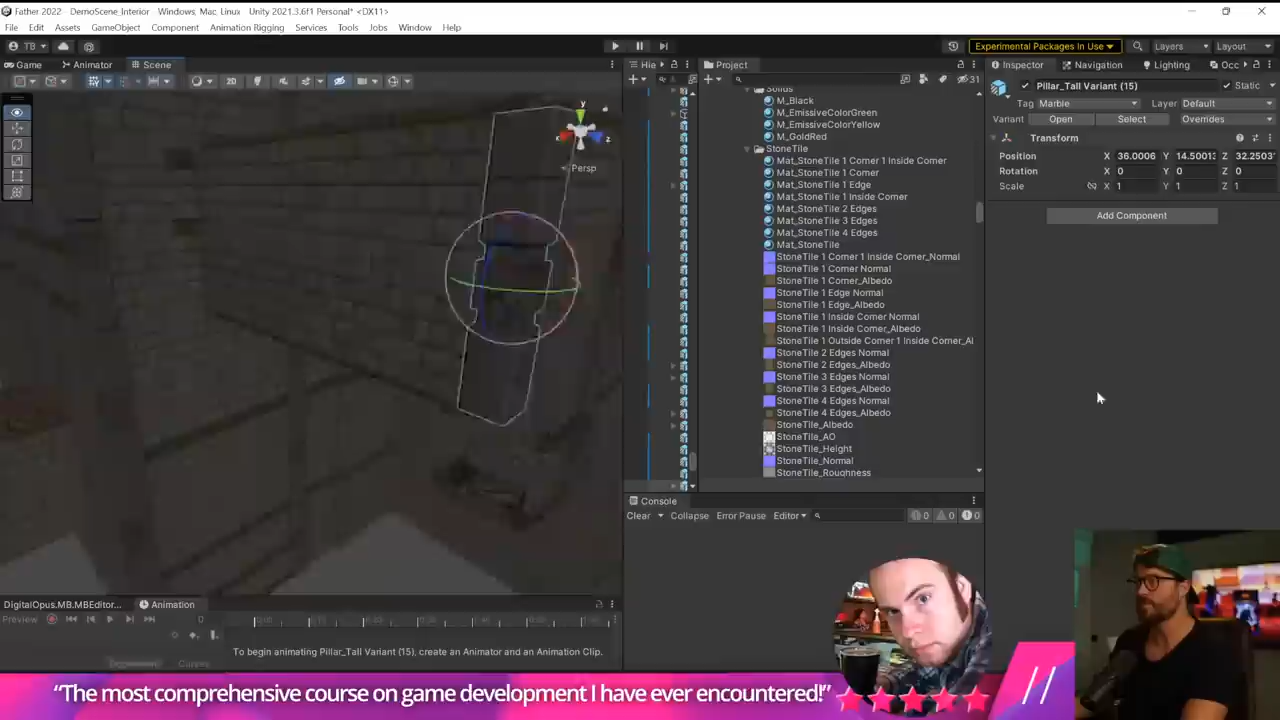 Father 2022 - DemoScene_Interior - Windows, Mac, Linux - Unity 2021.3.6f1 Personal* <DX11>
File Edit Assets GameObject Component Animation Rigging Services Tools Jobs Window Help
TB Experimental Packages In Use Layers Layout
Game Animator Scene Hie Project Inspector Navigation Lighting Occ
2D 31
Pillar_Tall Variant (15) Static
Tag Marble Layer Default
Variant Open Select Overrides
Transform
Position X 36.0006 Y 14.50013 Z 32.2503
Rotation X 0 Y 0 Z 0
Scale X 1 Y 1 Z 1
Add Component
y
x z
Persp
Solids
M_Black
M_EmissiveColorGreen
M_EmissiveColorYellow
M_GoldRed
StoneTile
Mat_StoneTile 1 Corner 1 Inside Corner
Mat_StoneTile 1 Corner
Mat_StoneTile 1 Edge
Mat_StoneTile 1 Inside Corner
Mat_StoneTile 2 Edges
Mat_StoneTile 3 Edges
Mat_StoneTile 4 Edges
Mat_StoneTile
StoneTile 1 Corner 1 Inside Corner_Normal
StoneTile 1 Corner Normal
StoneTile 1 Corner_Albedo
StoneTile 1 Edge Normal
StoneTile 1 Edge_Albedo
StoneTile 1 Inside Corner Normal
StoneTile 1 Inside Corner_Albedo
StoneTile 1 Outside Corner 1 Inside Corner_Al
StoneTile 2 Edges Normal
StoneTile 2 Edges_Albedo
StoneTile 3 Edges Normal
StoneTile 3 Edges_Albedo
StoneTile 4 Edges Normal
StoneTile 4 Edges_Albedo
StoneTile_Albedo
StoneTile_AO
StoneTile_Height
StoneTile_Normal
StoneTile_Roughness
Console
Clear Collapse Error Pause Editor 0 0 0
DigitalOpus.MB.MBEditor... Animation
Preview 0
To begin animating Pillar_Tall Variant (15), create an Animator and an Animation Clip.
Dopesheet Curves
“The most comprehensive course on game development I have ever encountered!” //